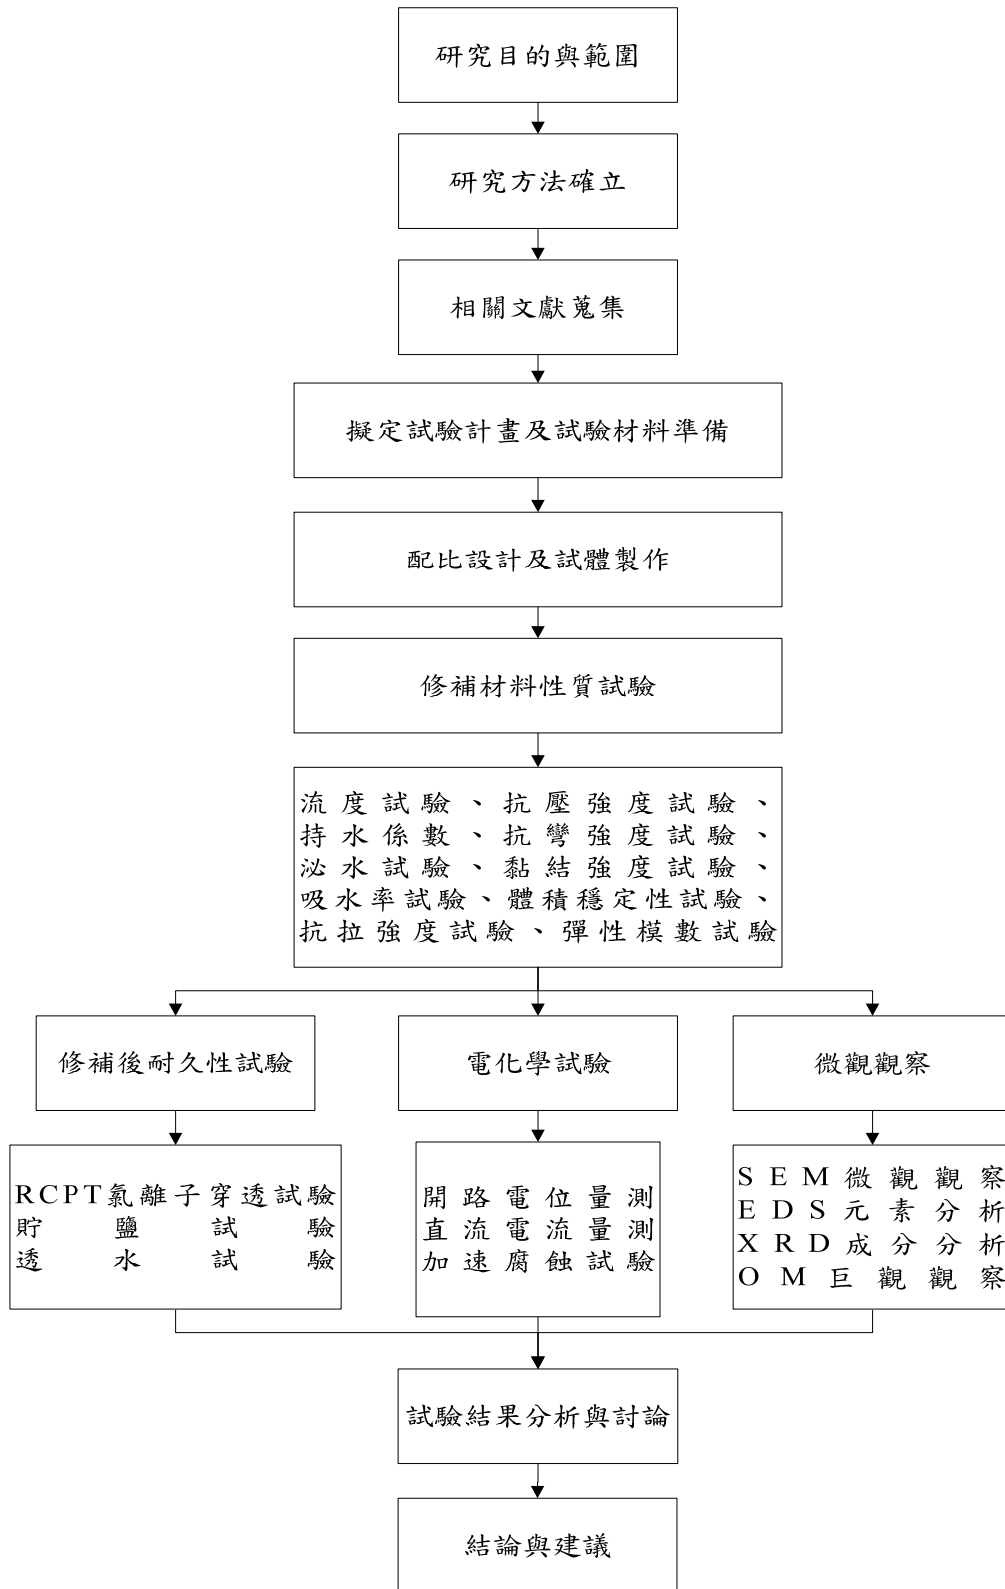 研究目的與範圍
研究方法確立
相關文獻蒐集
擬定試驗計畫及試驗材料準備
配比設計及試體製作
修補材料性質試驗
流度試驗、抗壓強度試驗、
持水係數、抗彎強度試驗、
泌水試驗、黏結強度試驗、
吸水率試驗、體積穩定性試驗、
抗拉強度試驗、彈性模數試驗
修補後耐久性試驗
RCPT氯離子穿透試驗
貯鹽試驗
透水試驗
電化學試驗
開路電位量測
直流電流量測
加速腐蝕試驗
微觀觀察
SEM微觀觀察
EDS元素分析
XRD成分分析
OM巨觀觀察
試驗結果分析與討論
結論與建議